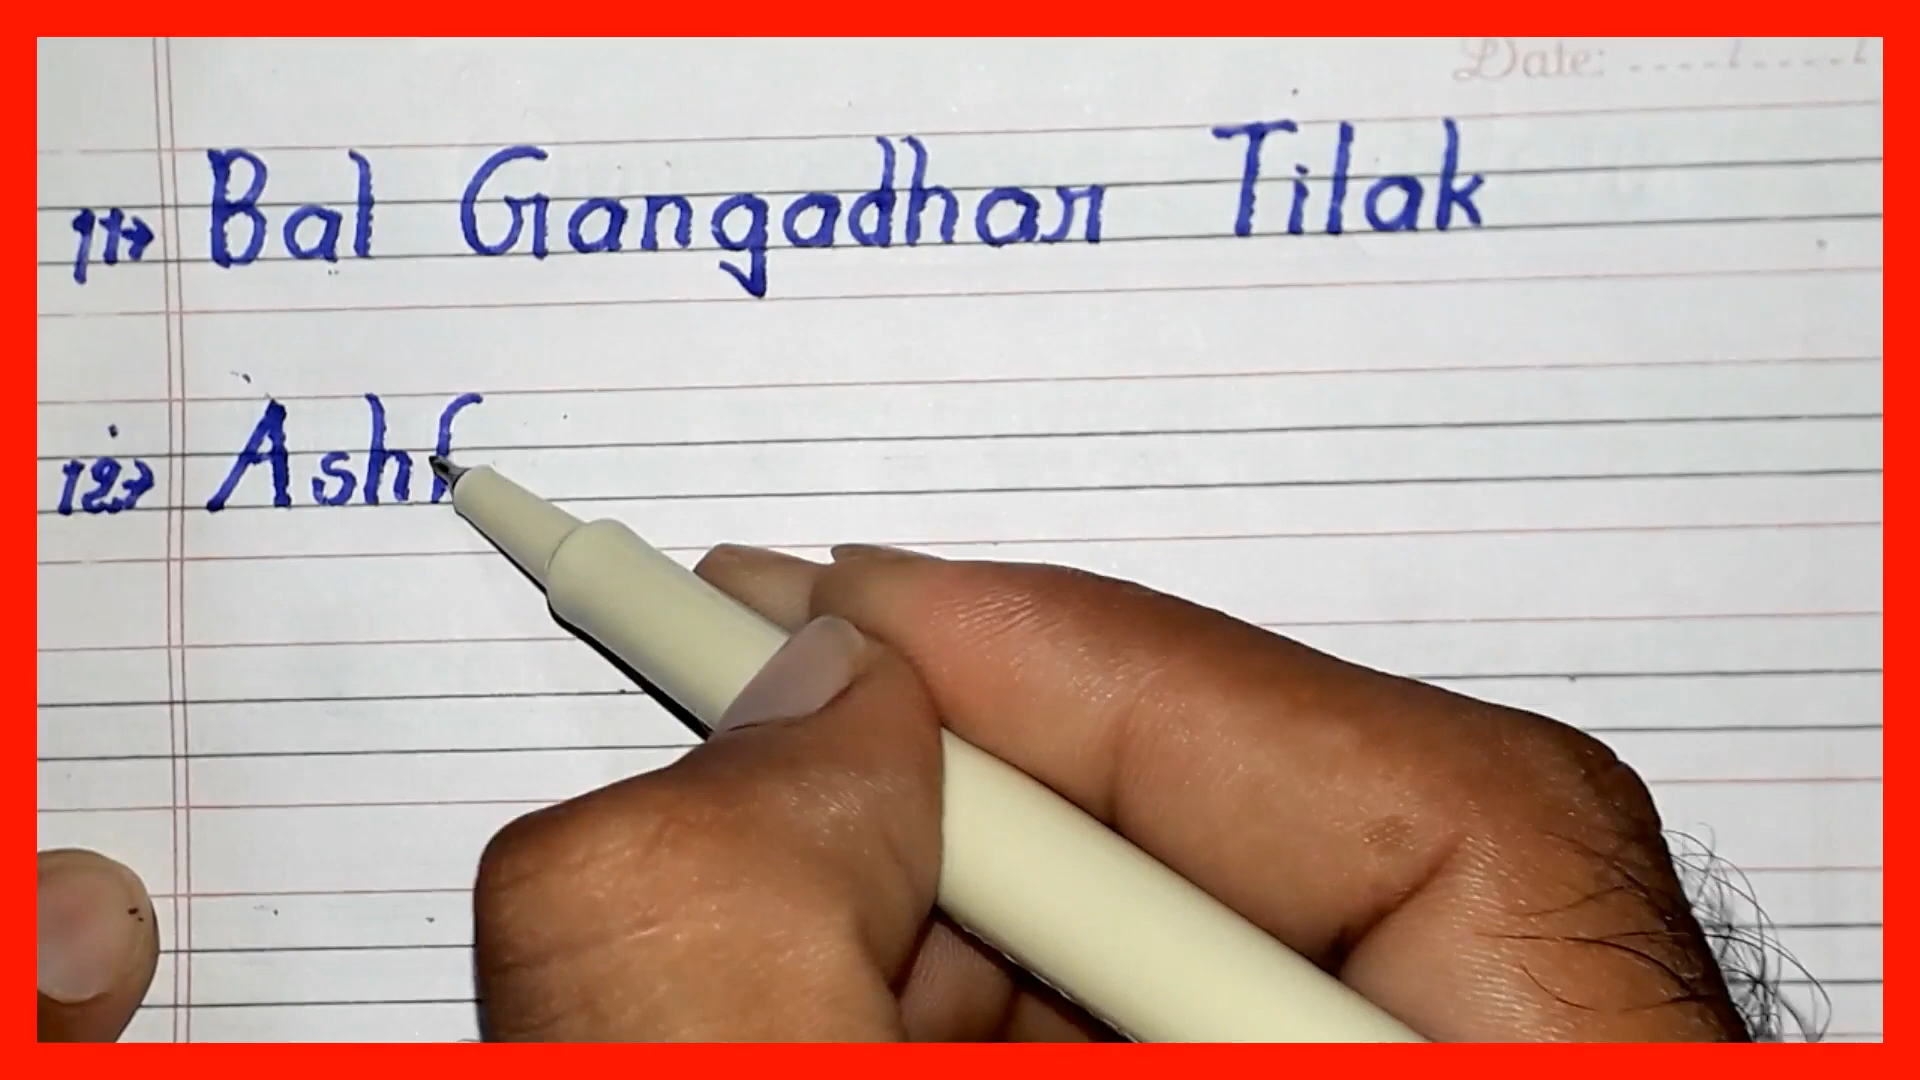 Date: ..../..../
11→ Bal Gangadhar Tilak
12→ Ashf